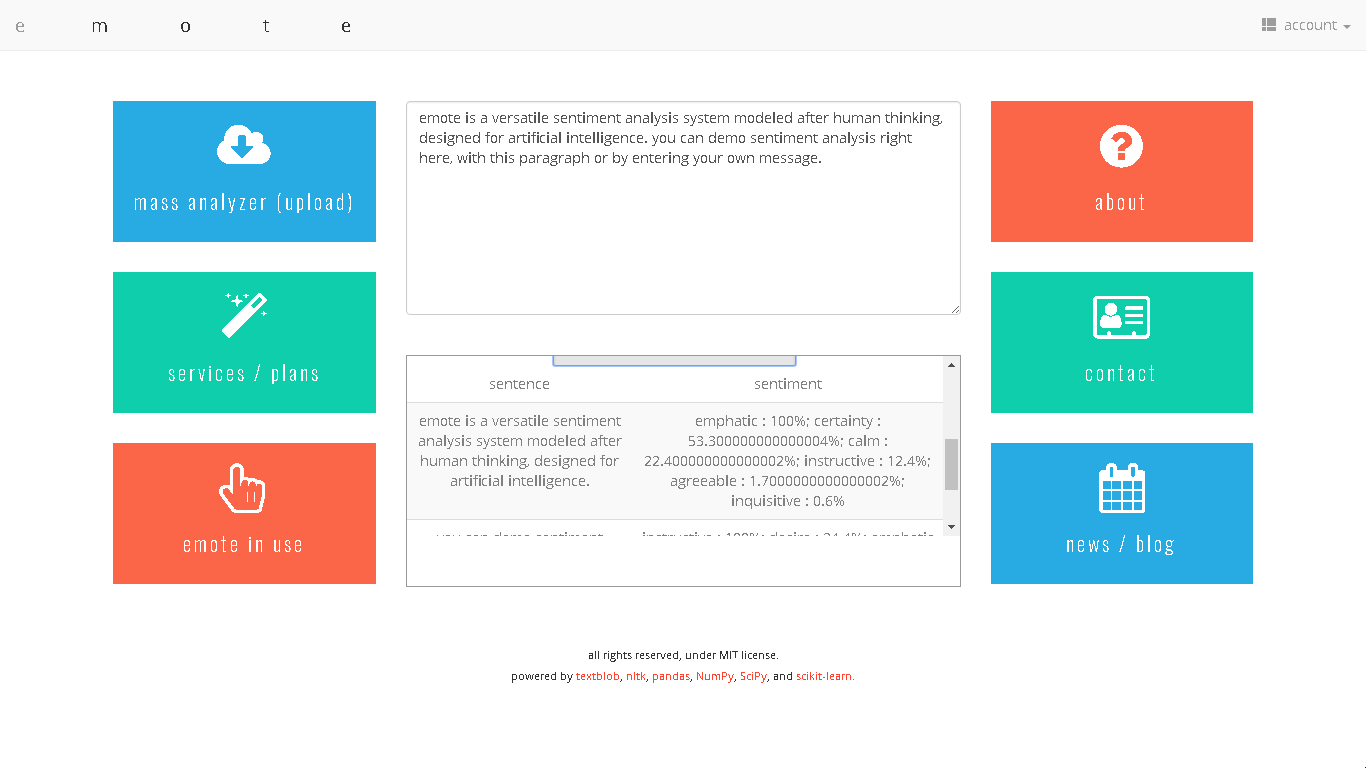 e m o t e
account
mass analyzer (upload)
services / plans
emote in use
emote is a versatile sentiment analysis system modeled after human thinking,
designed for artificial intelligence. you can demo sentiment analysis right
here, with this paragraph or by entering your own message.
sentence sentiment
emote is a versatile sentiment
analysis system modeled after
human thinking, designed for
artificial intelligence.
emphatic : 100%; certainty :
53.300000000000004%; calm :
22.400000000000002%; instructive : 12.4%;
agreeable : 1.7000000000000002%;
inquisitive : 0.6%
you can demo sentiment
about
contact
news / blog
all rights reserved, under MIT license.
powered by textblob, nltk, pandas, NumPy, SciPy, and scikit-learn.